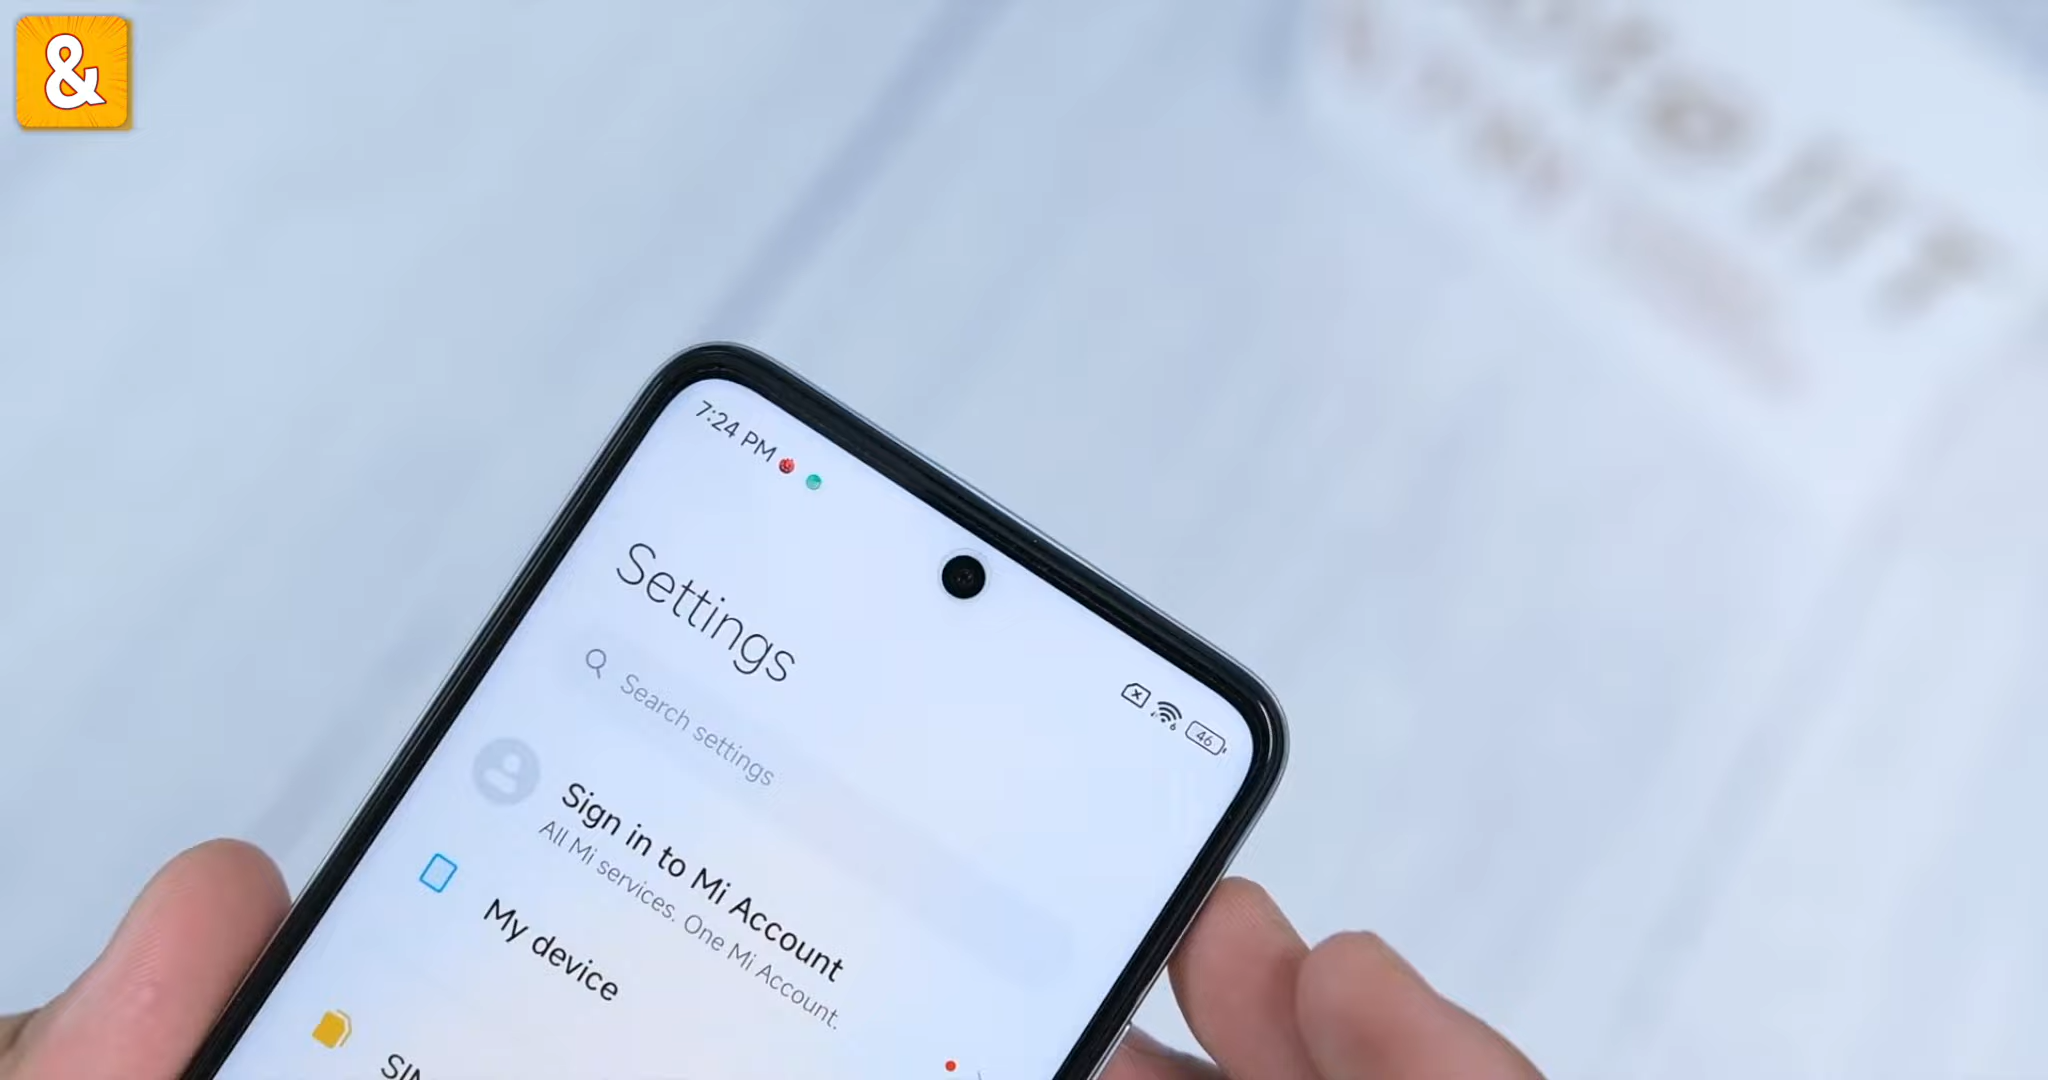 &
7:24 PM
46
Settings
Search settings
Sign in to Mi Account
All Mi services. One Mi Account.
My device